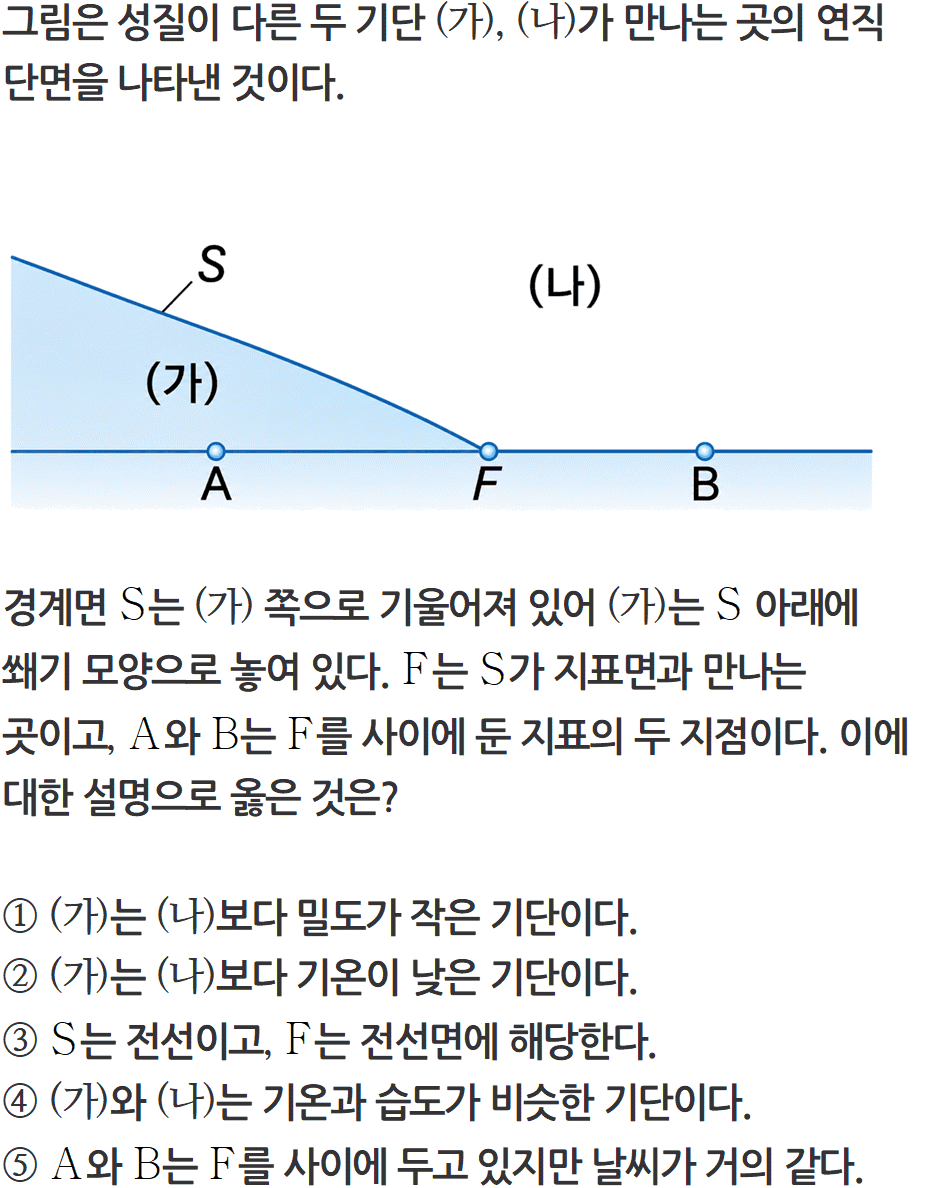 그림은 성질이 다른 두 기단 (가), (나)가 만나는 곳의 연직
단면을 나타낸 것이다.
S
(나)
(가)
A
F
B
경계면 S는 (가) 쪽으로 기울어져 있어 (가)는 S 아래에
쐐기 모양으로 놓여 있다. F는 S가 지표면과 만나는
곳이고, A와 B는 F를 사이에 둔 지표의 두 지점이다. 이에
대한 설명으로 옳은 것은?
① (가)는 (나)보다 밀도가 작은 기단이다.
② (가)는 (나)보다 기온이 낮은 기단이다.
③ S는 전선이고, F는 전선면에 해당한다.
④ (가)와 (나)는 기온과 습도가 비슷한 기단이다.
⑤ A와 B는 F를 사이에 두고 있지만 날씨가 거의 같다.